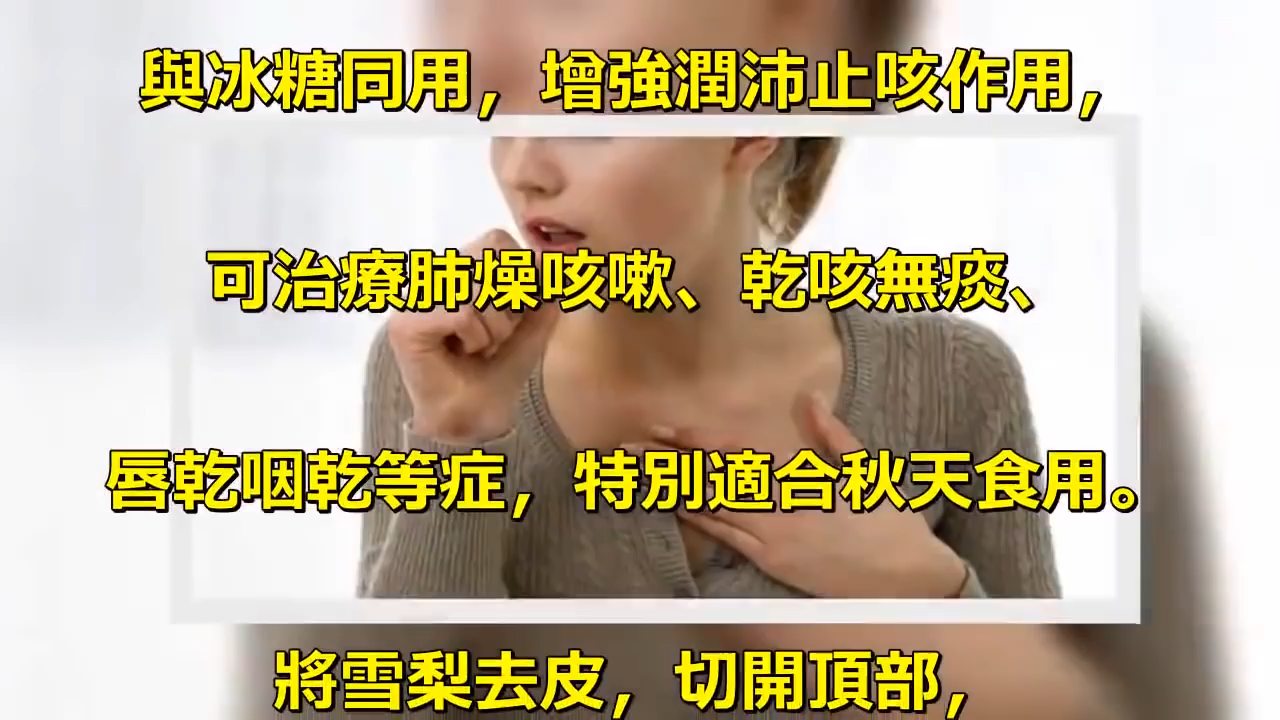 與冰糖同用，增強潤沛止咳作用，
可治療肺燥咳嗽、乾咳無痰、
唇乾咽乾等症，特別適合秋天食用。
將雪梨去皮，切開頂部，